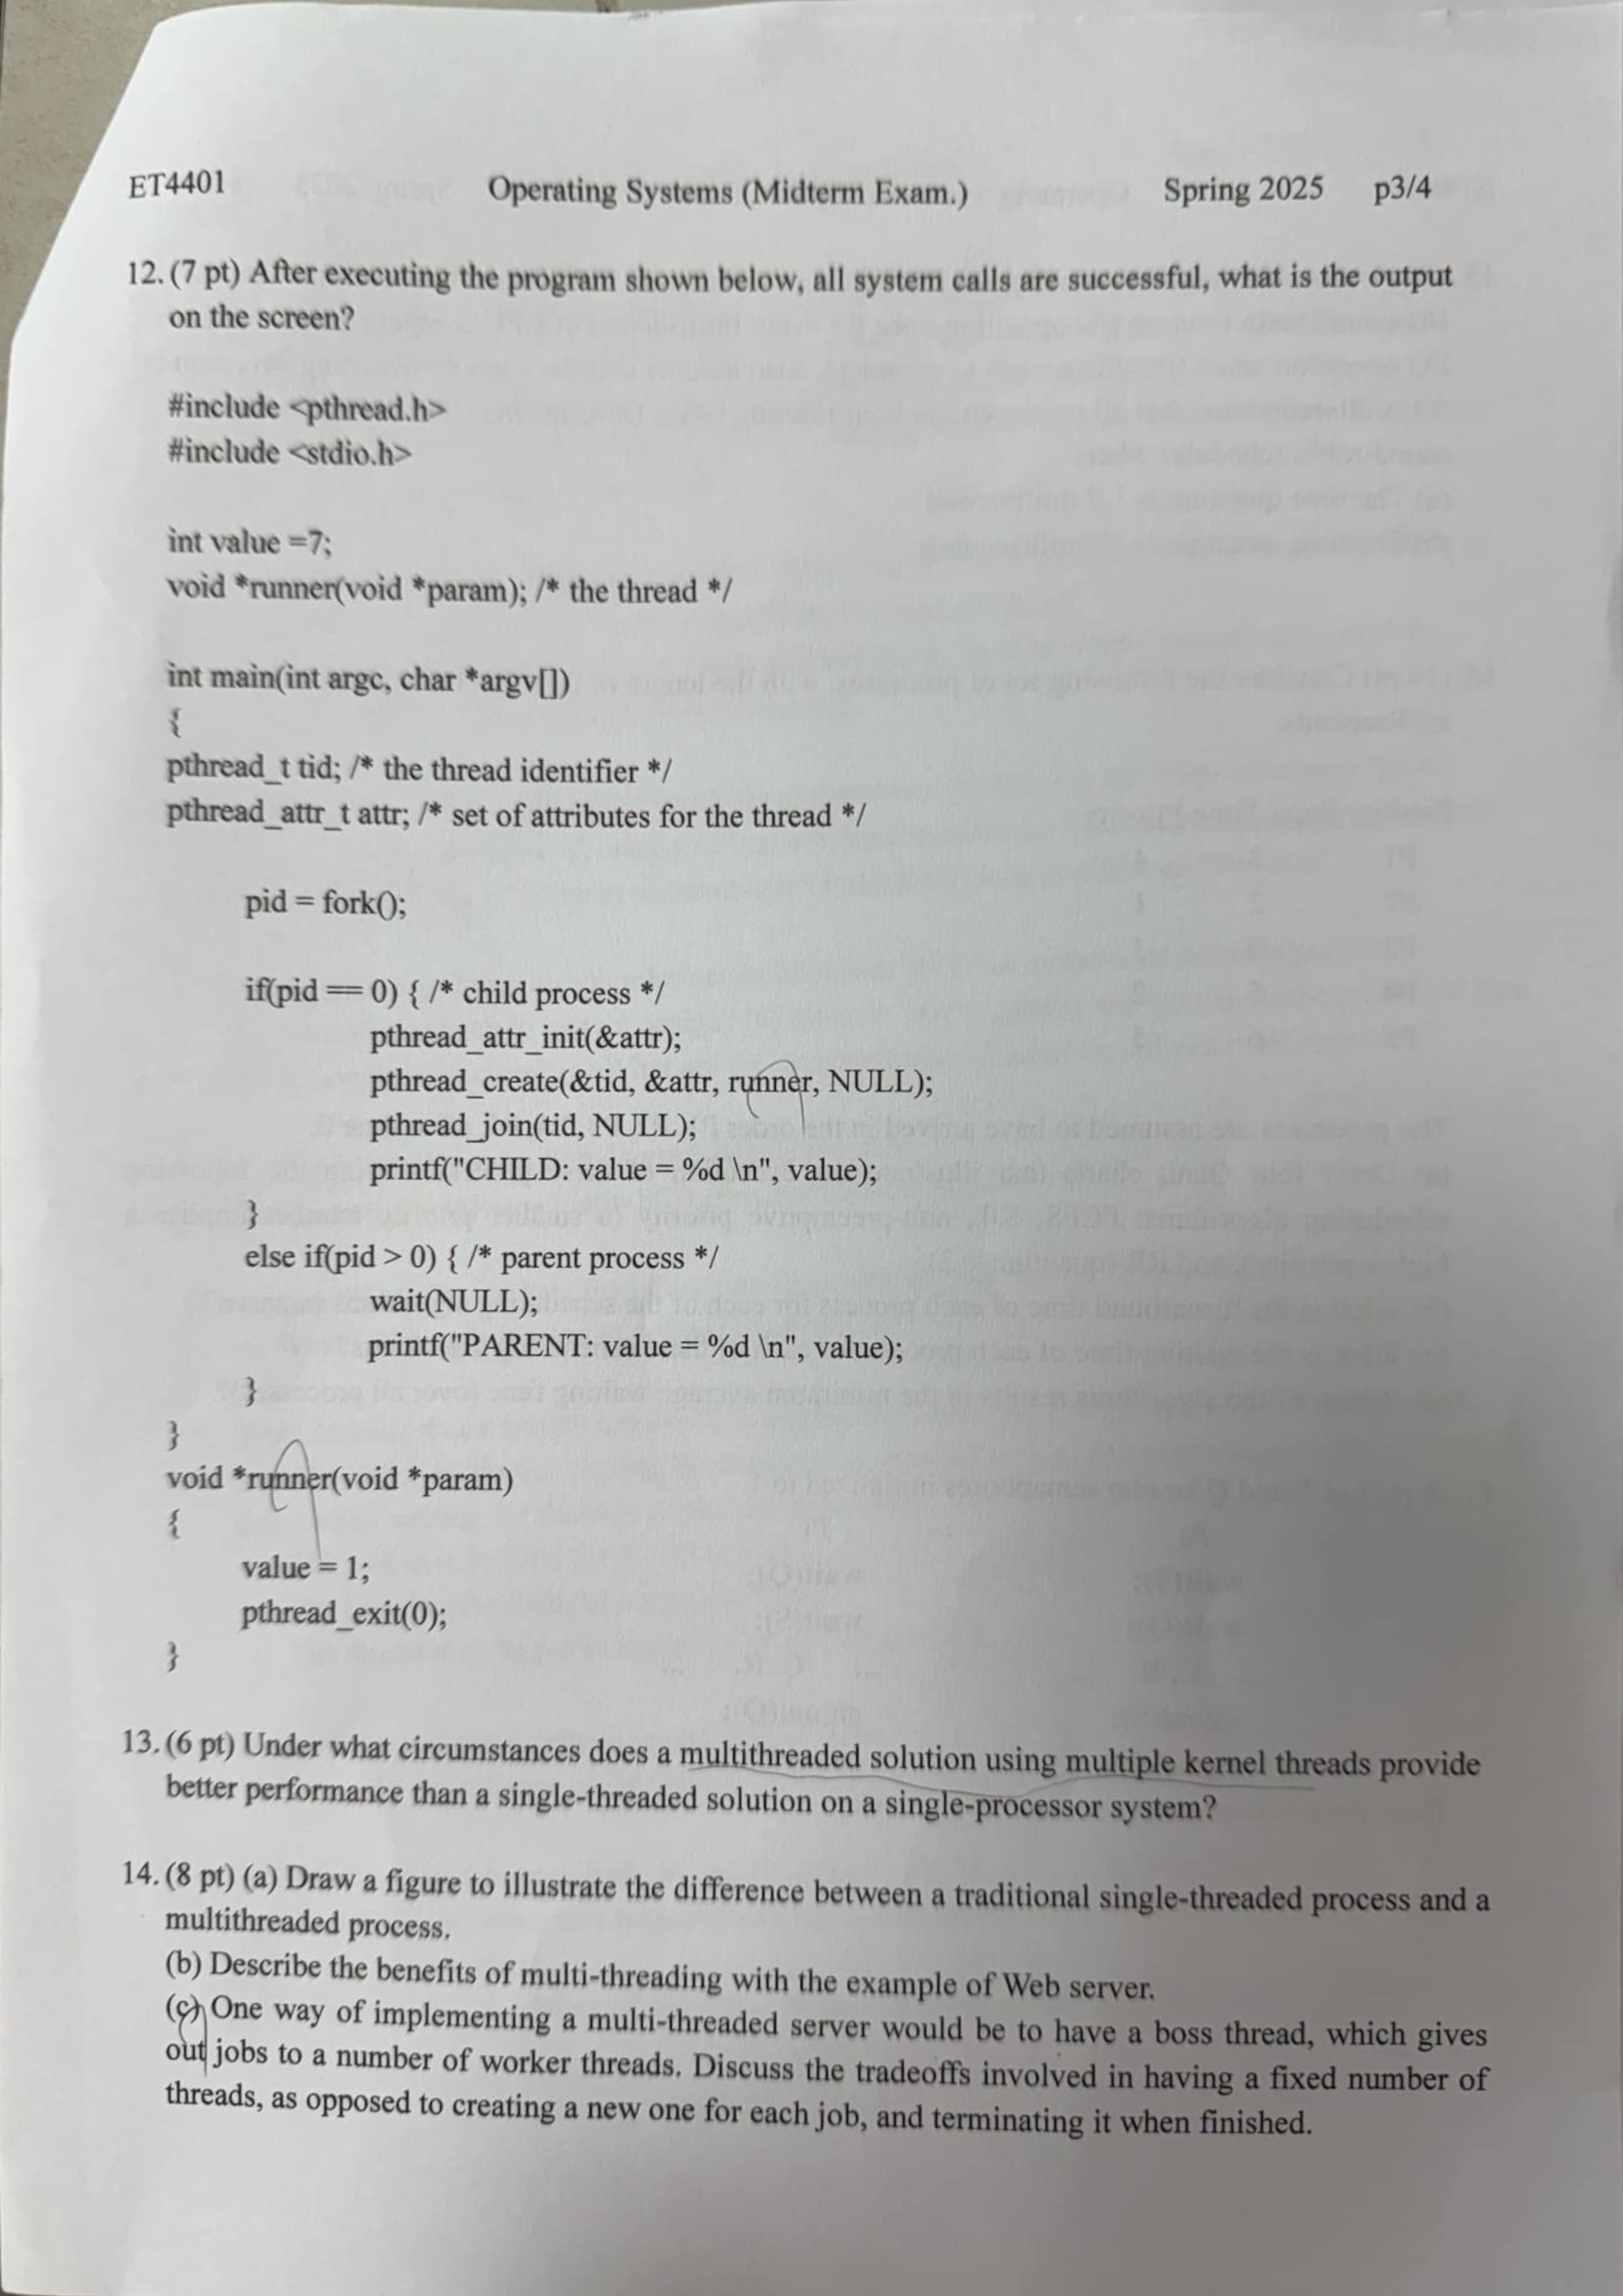 ET4401 Operating Systems (Midterm Exam.) Spring 2025 p3/4
12. (7 pt) After executing the program shown below, all system calls are successful, what is the output
on the screen?
#include <pthread.h>
#include <stdio.h>
int value =7;
void *runner(void *param); /* the thread */
int main(int argc, char *argv[])
{
pthread_t tid; /* the thread identifier */
pthread_attr_t attr; /* set of attributes for the thread */
pid = fork();
if(pid == 0) { /* child process */
pthread_attr_init(&attr);
pthread_create(&tid, &attr, runner, NULL);
pthread_join(tid, NULL);
printf("CHILD: value = %d \n", value);
}
else if(pid > 0) { /* parent process */
wait(NULL);
printf("PARENT: value = %d \n", value);
}
}
void *runner(void *param)
{
value = 1;
pthread_exit(0);
}
13. (6 pt) Under what circumstances does a multithreaded solution using multiple kernel threads provide
better performance than a single-threaded solution on a single-processor system?
14. (8 pt) (a) Draw a figure to illustrate the difference between a traditional single-threaded process and a
multithreaded process.
(b) Describe the benefits of multi-threading with the example of Web server.
(c) One way of implementing a multi-threaded server would be to have a boss thread, which gives
out jobs to a number of worker threads. Discuss the tradeoffs involved in having a fixed number of
threads, as opposed to creating a new one for each job, and terminating it when finished.